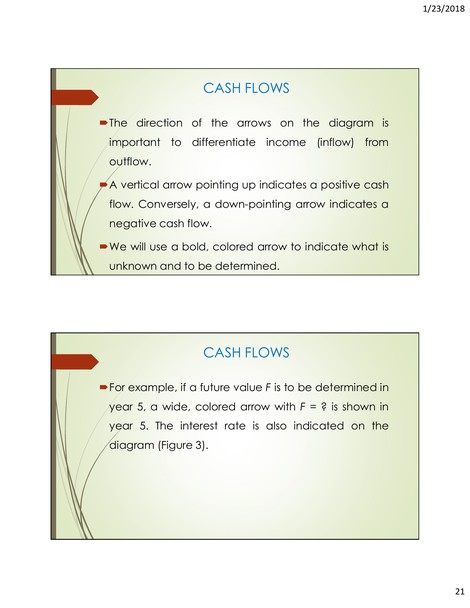 1/23/2018
CASH FLOWS
The direction of the arrows on the diagram is
important to differentiate income (inflow) from
outflow.
A vertical arrow pointing up indicates a positive cash
flow. Conversely, a down-pointing arrow indicates a
negative cash flow.
We will use a bold, colored arrow to indicate what is
unknown and to be determined.
CASH FLOWS
For example, if a future value F is to be determined in
year 5, a wide, colored arrow with F = ? is shown in
year 5. The interest rate is also indicated on the
diagram (Figure 3).
21